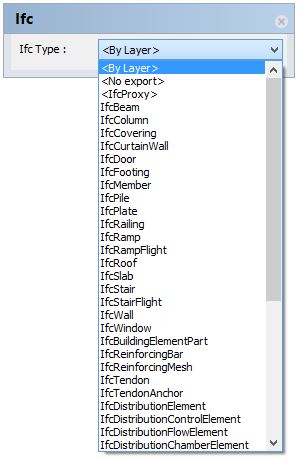 Ifc
Ifc Type : <By Layer>
<By Layer>
<No export>
<IfcProxy>
IfcBeam
IfcColumn
IfcCovering
IfcCurtainWall
IfcDoor
IfcFooting
IfcMember
IfcPile
IfcPlate
IfcRailing
IfcRamp
IfcRampFlight
IfcRoof
IfcSlab
IfcStair
IfcStairFlight
IfcWall
IfcWindow
IfcBuildingElementPart
IfcReinforcingBar
IfcReinforcingMesh
IfcTendon
IfcTendonAnchor
IfcDistributionElement
IfcDistributionControlElement
IfcDistributionFlowElement
IfcDistributionChamberElement